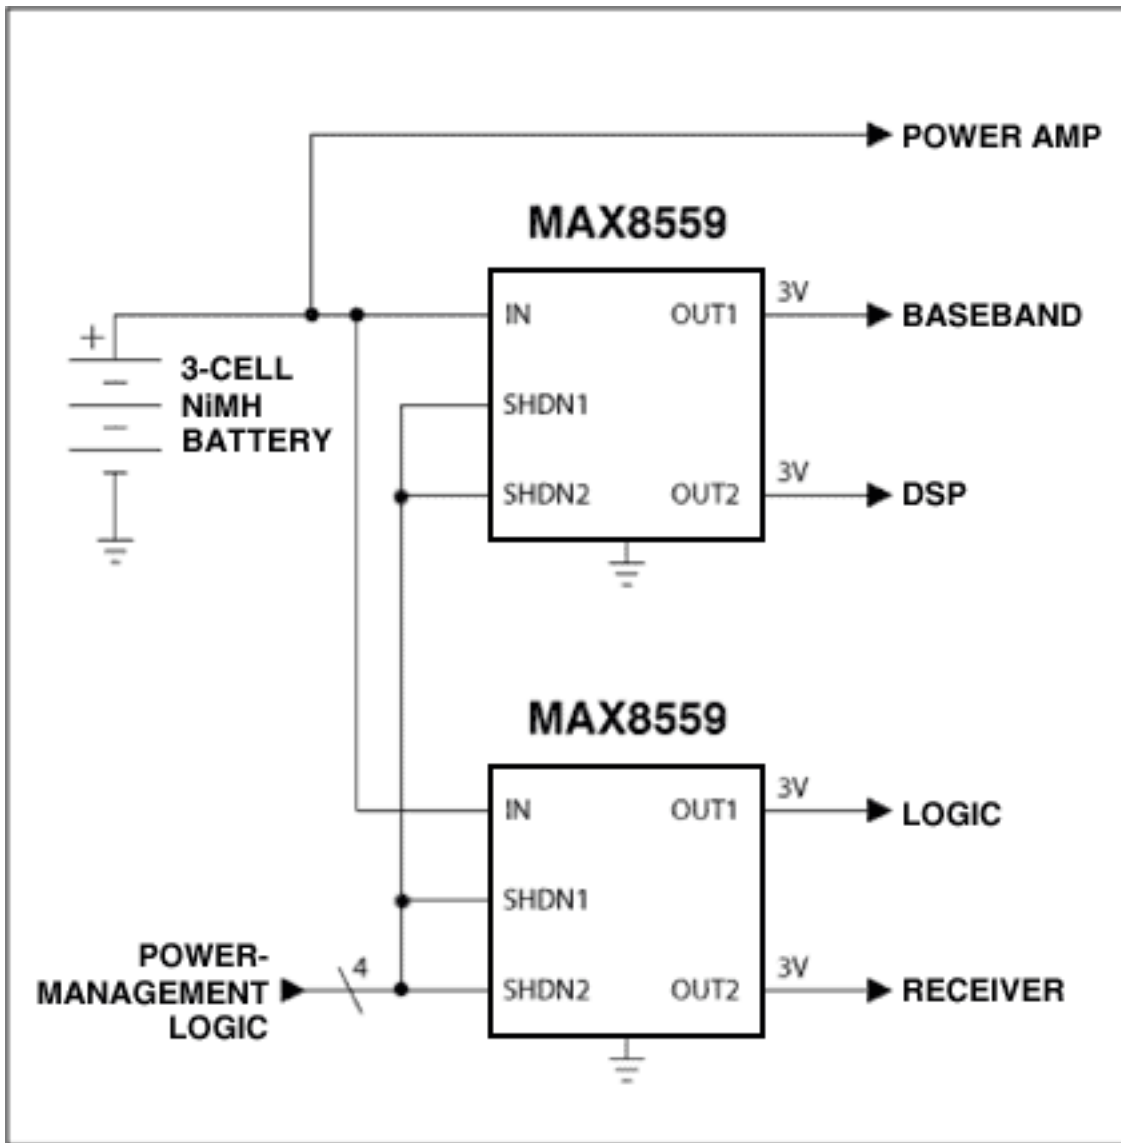 POWER AMP
MAX8559
IN
OUT1
3V
BASEBAND
+
3-CELL
NiMH
BATTERY
SHDN1
SHDN2
OUT2
3V
DSP
MAX8559
IN
OUT1
3V
LOGIC
SHDN1
POWER-
MANAGEMENT
LOGIC
4
SHDN2
OUT2
3V
RECEIVER